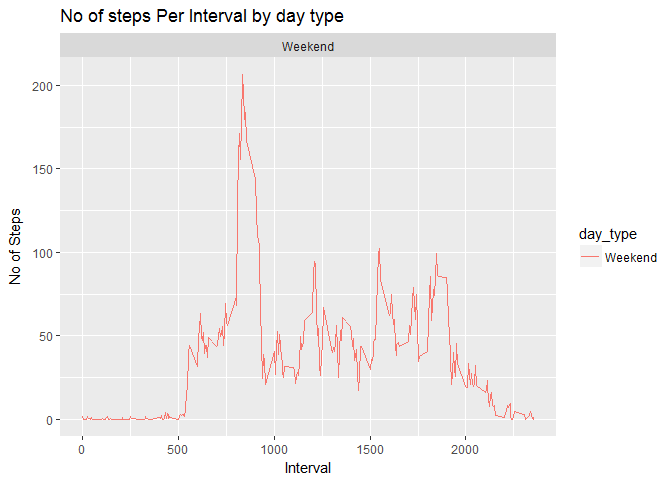 No of steps Per Interval by day type
Weekend
200
150
100
50
0
No of Steps
0 500 1000 1500 2000
Interval
day_type
Weekend